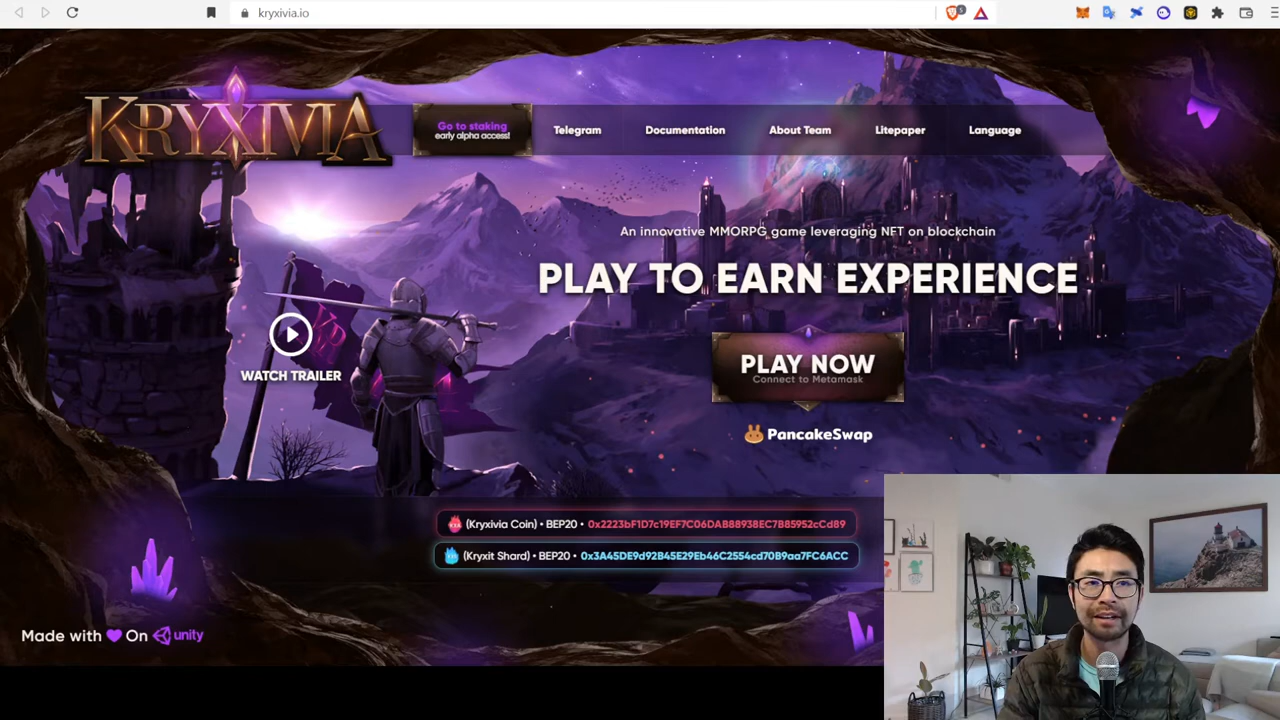 kryxivia.io
5
KRYXIVIA
Go to staking
early alpha access!
Telegram
Documentation
About Team
Litepaper
Language
An innovative MMORPG game leveraging NFT on blockchain
PLAY TO EARN EXPERIENCE
WATCH TRAILER
PLAY NOW
Connect to Metamask
PancakeSwap
(Kryxivia Coin) • BEP20 • 0x2223bF1D7c19EF7C06DAB88938EC7B85952cCd89
(Kryxit Shard) • BEP20 • 0x3A45DE9d92B45E29Eb46C2554cd70B9aa7FC6ACC
Made with On unity